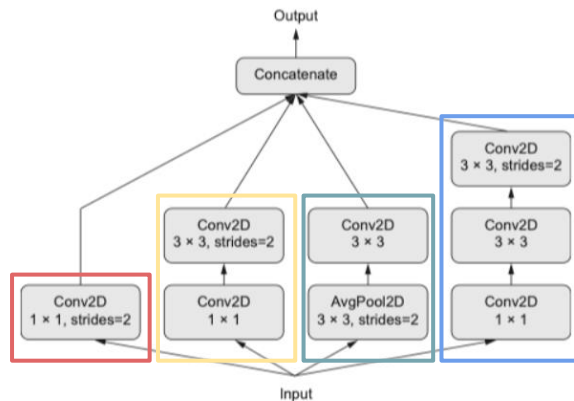 Output
Concatenate
Conv2D
3 × 3, strides=2
Conv2D
3 × 3, strides=2
Conv2D
3 × 3
Conv2D
3 × 3
Conv2D
1 × 1, strides=2
Conv2D
1 × 1
AvgPool2D
3 × 3, strides=2
Conv2D
1 × 1
Input